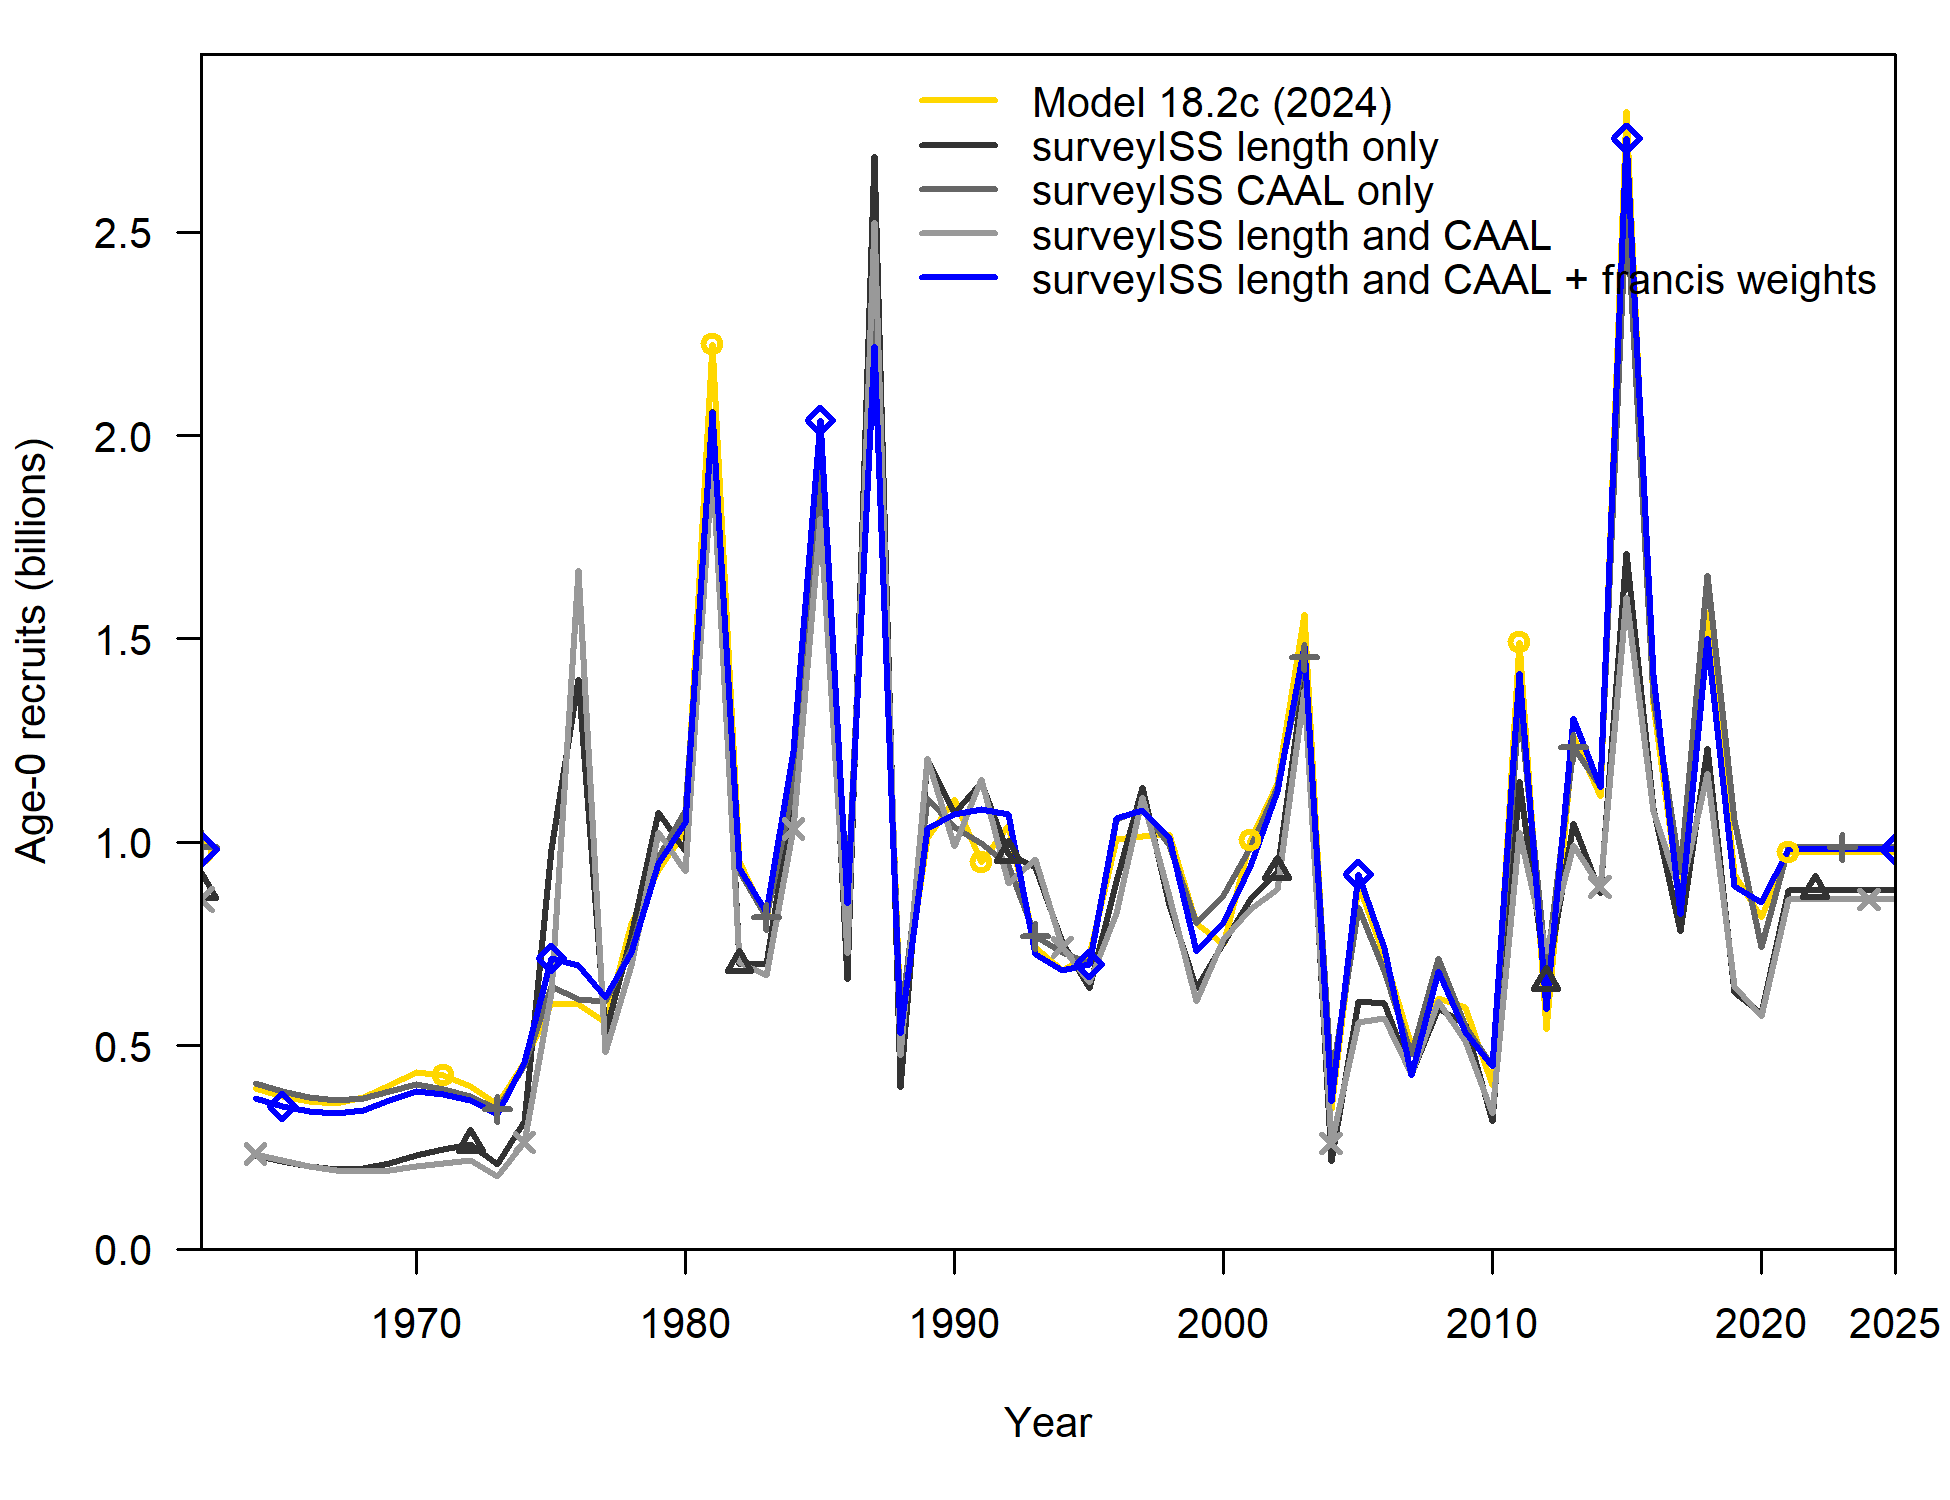 Model 18.2c (2024)
surveyISS length only
surveyISS CAAL only
surveyISS length and CAAL
surveyISS length and CAAL + francis weights
2.5
2.0
1.5
1.0
0.5
0.0
Age-0 recruits (billions)
1970 1980 1990 2000 2010 2020 2025
Year